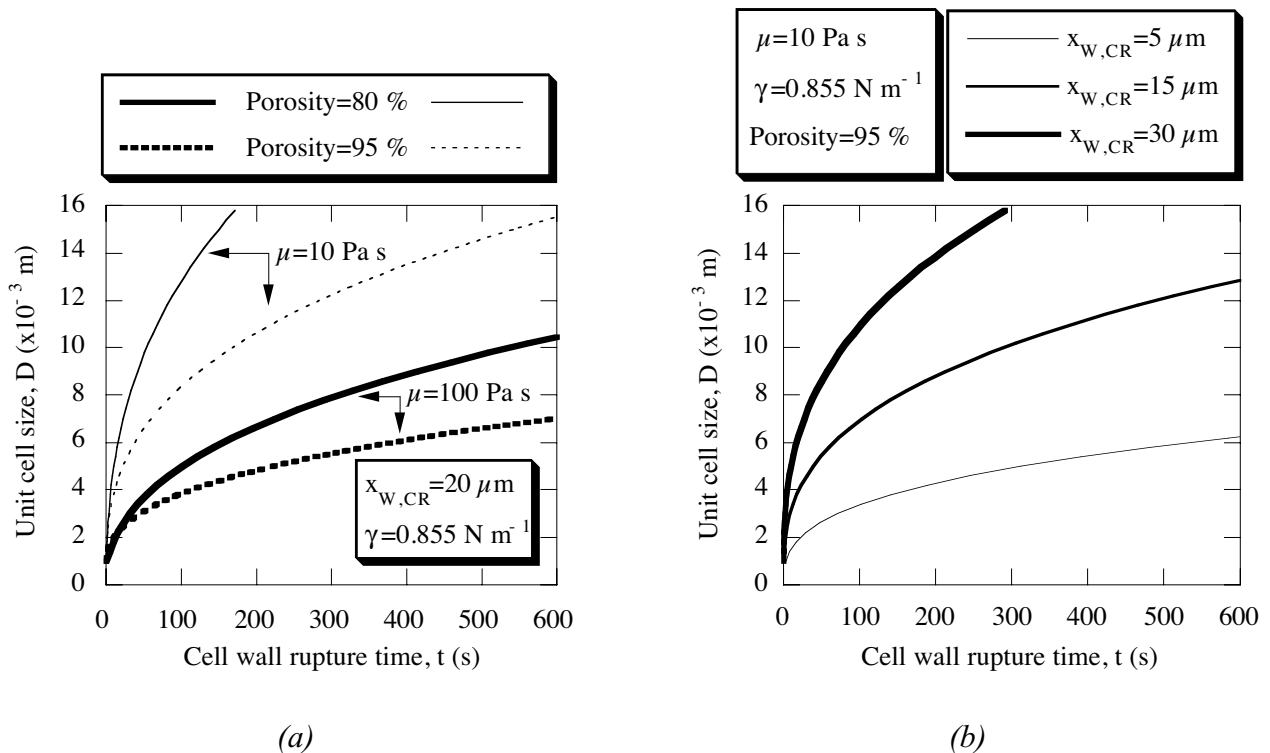 Porosity=80 %
Porosity=95 %
16
14
12
10
8
6
4
2
0
Unit cell size, D (x10⁻³ m)
μ=10 Pa s
μ=100 Pa s
x_W,CR=20 μm
γ=0.855 N m⁻¹
0 100 200 300 400 500 600
Cell wall rupture time, t (s)
(a)
μ=10 Pa s
γ=0.855 N m⁻¹
Porosity=95 %
x_W,CR=5 μm
x_W,CR=15 μm
x_W,CR=30 μm
16
14
12
10
8
6
4
2
0
Unit cell size, D (x10⁻³ m)
0 100 200 300 400 500 600
Cell wall rupture time, t (s)
(b)